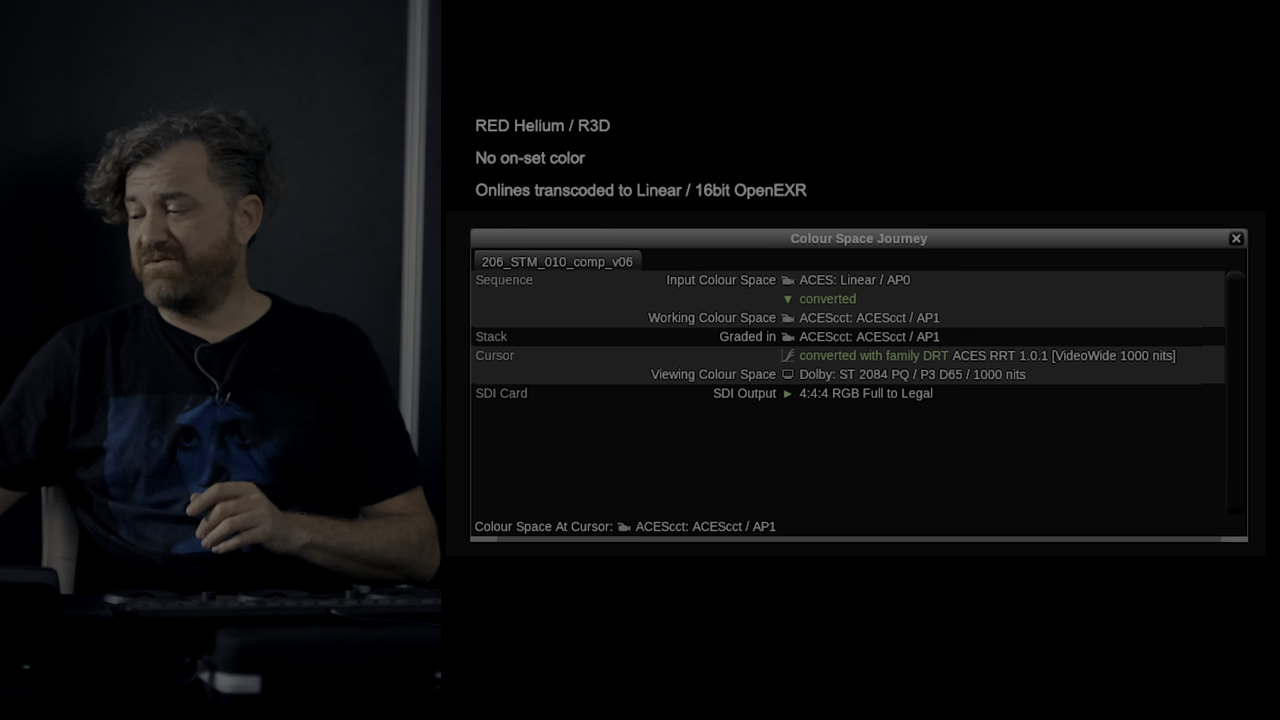 RED Helium / R3D
No on-set color
Onlines transcoded to Linear / 16bit OpenEXR
Colour Space Journey
206_STM_010_comp_v06
Sequence Input Colour Space ACES: Linear / AP0
converted
Working Colour Space ACEScct: ACEScct / AP1
Stack Graded in ACEScct: ACEScct / AP1
Cursor converted with family DRT ACES RRT 1.0.1 [VideoWide 1000 nits]
Viewing Colour Space Dolby: ST 2084 PQ / P3 D65 / 1000 nits
SDI Card SDI Output 4:4:4 RGB Full to Legal
Colour Space At Cursor: ACEScct: ACEScct / AP1